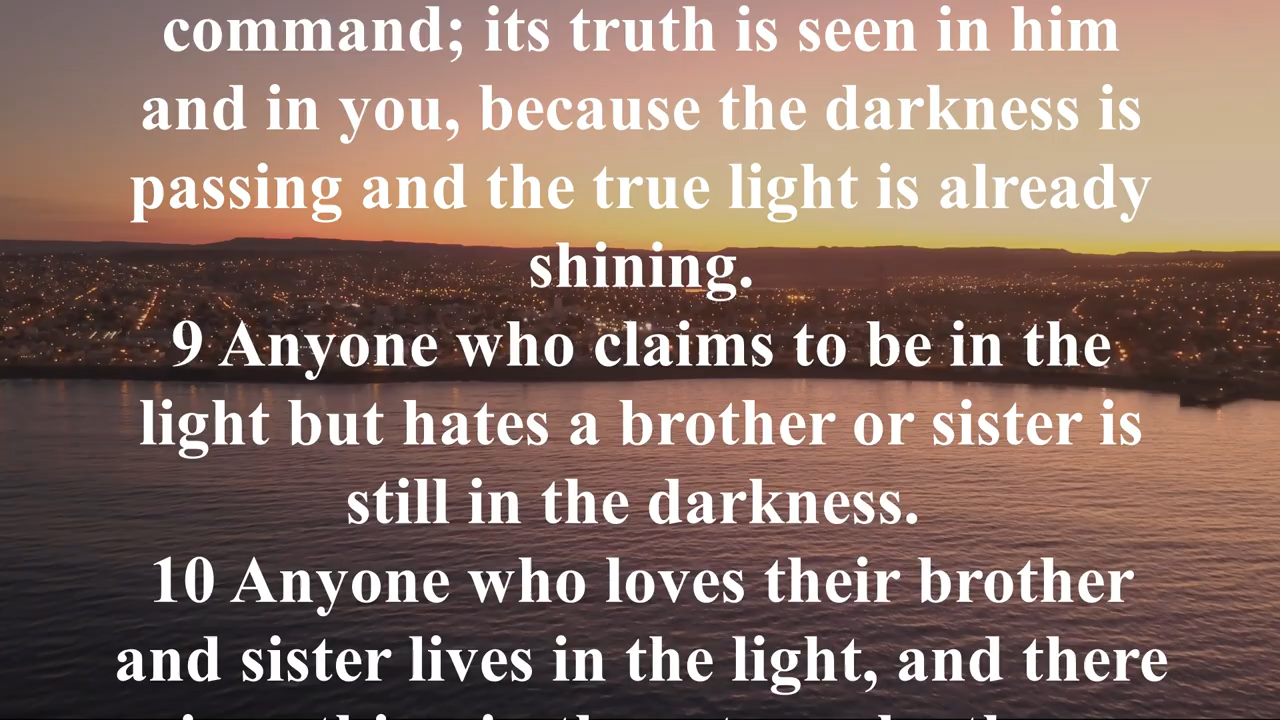 command; its truth is seen in him
and in you, because the darkness is
passing and the true light is already
shining.
9 Anyone who claims to be in the
light but hates a brother or sister is
still in the darkness.
10 Anyone who loves their brother
and sister lives in the light, and there